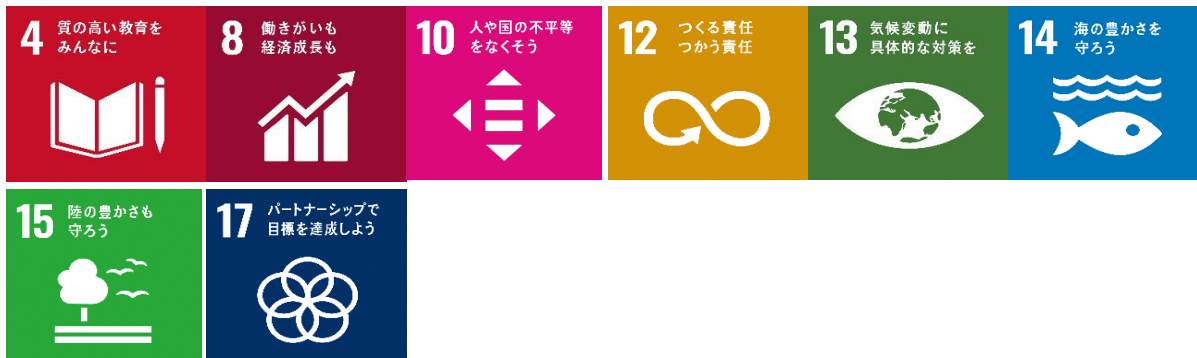 4 質の高い教育を
みんなに
8 働きがいも
経済成長も
10 人や国の不平等
をなくそう
12 つくる責任
つかう責任
13 気候変動に
具体的な対策を
14 海の豊かさを
守ろう
15 陸の豊かさも
守ろう
17 パートナーシップで
目標を達成しよう